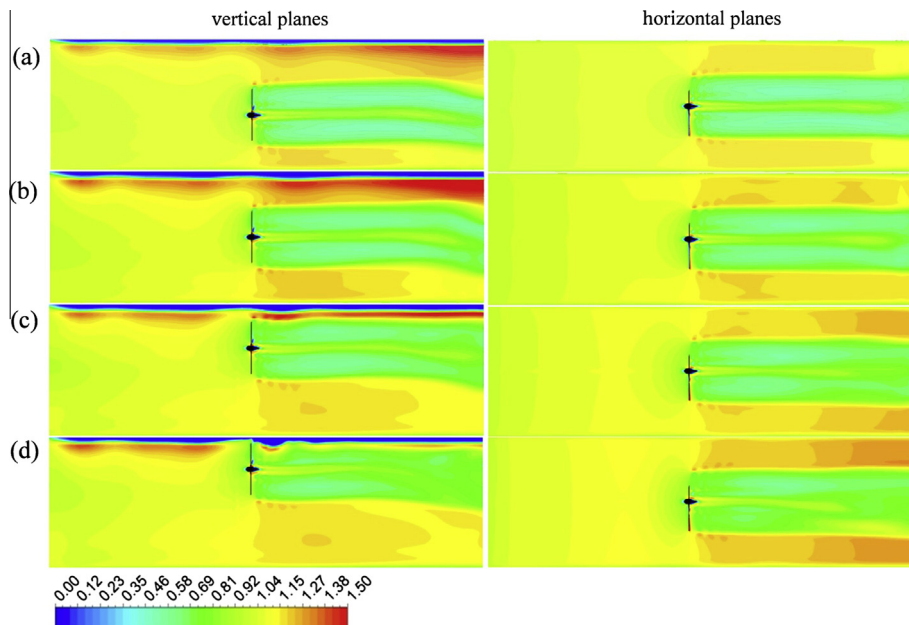 vertical planes
horizontal planes
(a)
(b)
(c)
(d)
0.00 0.12 0.23 0.35 0.46 0.58 0.69 0.81 0.92 1.04 1.15 1.27 1.38 1.50